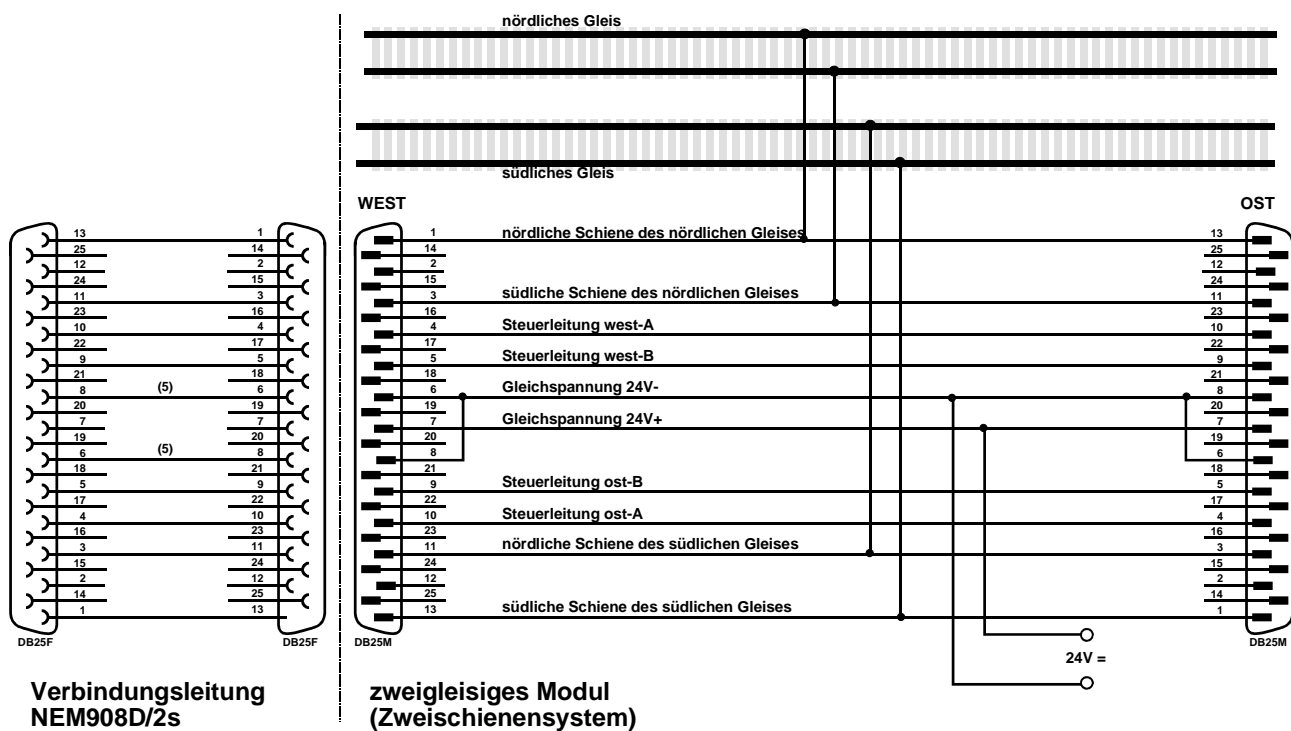 nördliches Gleis
südliches Gleis
WEST
OST
13 1
25 14
12 2
24 15
11 3
23 16
10 4
22 17
9 5
21 18
8 (5) 6
20 19
7 7
19 20
6 (5) 8
18 21
5 9
17 22
4 10
16 23
3 11
15 24
2 12
14 25
1 13
DB25F DB25F
1 nördliche Schiene des nördlichen Gleises 13
14 25
2 12
15 24
3 südliche Schiene des nördlichen Gleises 11
16 23
4 Steuerleitung west-A 10
17 22
5 Steuerleitung west-B 9
18 21
6 Gleichspannung 24V- 8
19 20
7 Gleichspannung 24V+ 7
20 19
8 6
21 18
9 Steuerleitung ost-B 5
22 17
10 Steuerleitung ost-A 4
23 16
11 nördliche Schiene des südlichen Gleises 3
24 15
12 2
25 14
13 südliche Schiene des südlichen Gleises 1
DB25M DB25M
24V =
Verbindungsleitung
NEM908D/2s
zweigleisiges Modul
(Zweischienensystem)